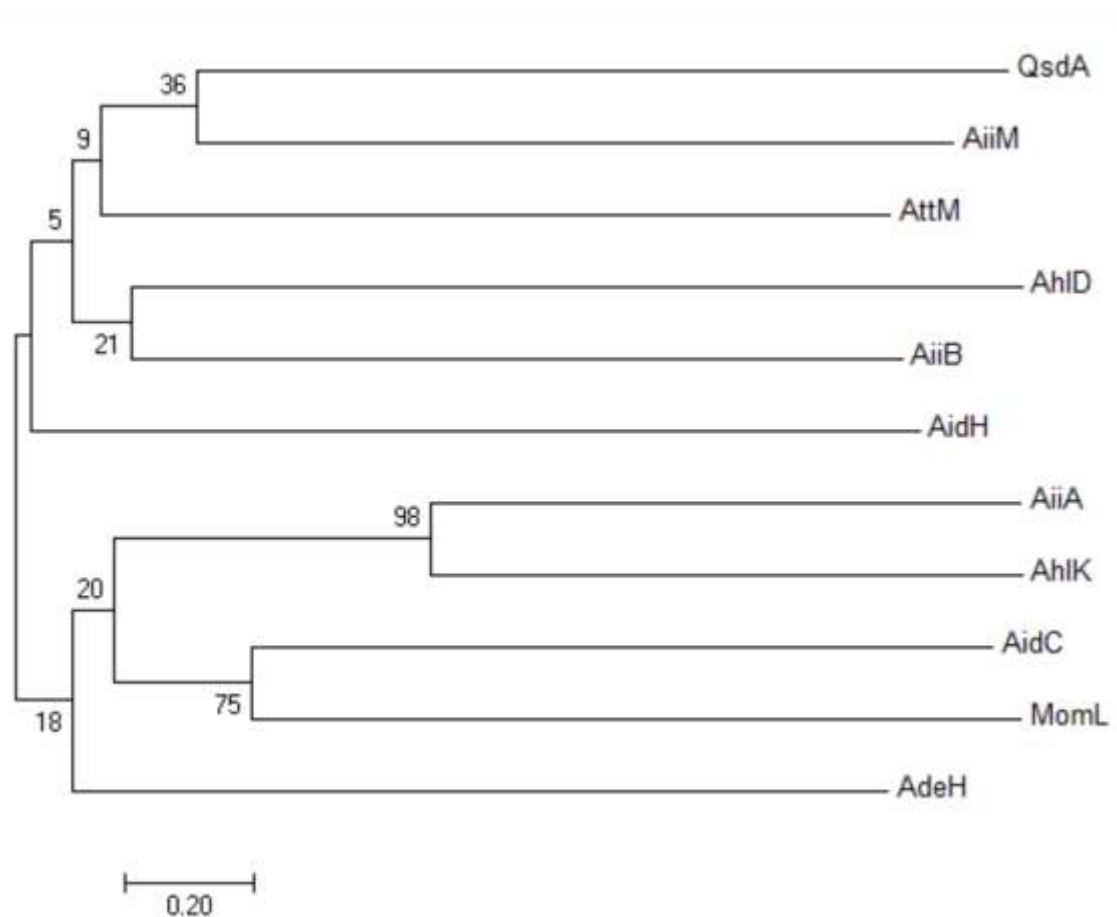 QsdA
36
AiiM
9
AttM
5
AhlD
21
AiiB
AidH
AiiA
98
AhlK
20
AidC
75
MomL
18
AdeH
0.20